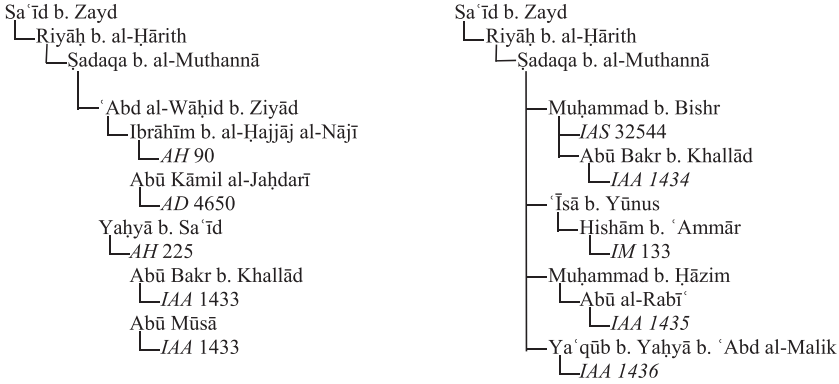 Saʿīd b. Zayd
Riyāḥ b. al-Ḥārith
Ṣadaqa b. al-Muthannā
ʿAbd al-Wāḥid b. Ziyād
Ibrāhīm b. al-Ḥajjāj al-Nājī
AH 90
Abū Kāmil al-Jaḥdarī
AD 4650
Yaḥyā b. Saʿīd
AH 225
Abū Bakr b. Khallād
IAA 1433
Abū Mūsā
IAA 1433
Saʿīd b. Zayd
Riyāḥ b. al-Ḥārith
Ṣadaqa b. al-Muthannā
Muḥammad b. Bishr
IAS 32544
Abū Bakr b. Khallād
IAA 1434
ʿĪsā b. Yūnus
Hishām b. ʿAmmār
IM 133
Muḥammad b. Ḥāzim
Abū al-Rabīʿ
IAA 1435
Yaʿqūb b. Yaḥyā b. ʿAbd al-Malik
IAA 1436